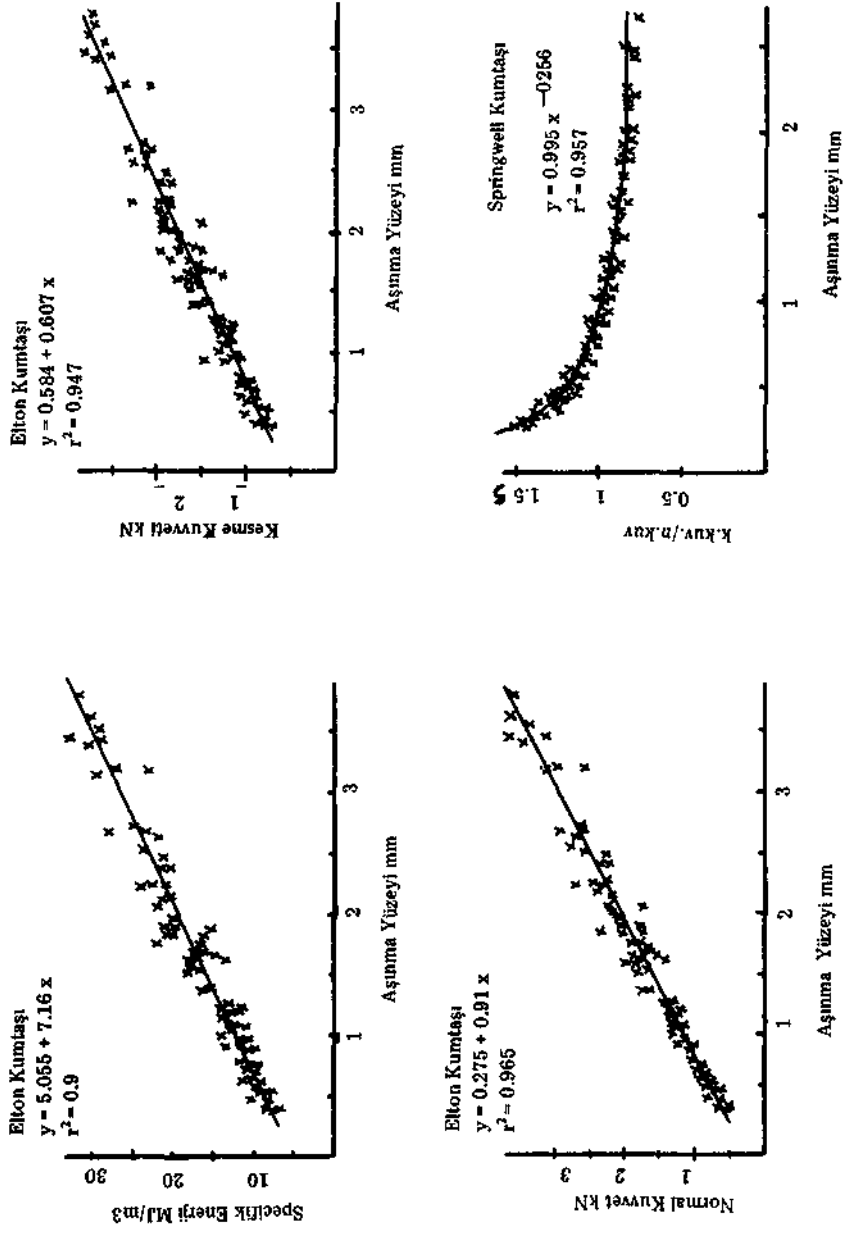 Elton Kumtaşı
y = 5.055 + 7.16 x
r² = 0.9
30
20
10
Specifik Enerji MJ/m3
1
2
3
Aşınma Yüzeyi mm
Elton Kumtaşı
y = 0.584 + 0.607 x
r² = 0.947
2
1
Kesme Kuvveti kN
1
2
3
Aşınma Yüzeyi mm
Elton Kumtaşı
y = 0.275 + 0.91 x
r² = 0.965
3
2
1
Normal Kuvvet kN
1
2
3
Aşınma Yüzeyi mm
Springwell Kumtaşı
y = 0.995 x −0256
r² = 0.957
1.5
1
0.5
k.kuv./n.kuv
1
2
Aşınma Yüzeyi mm